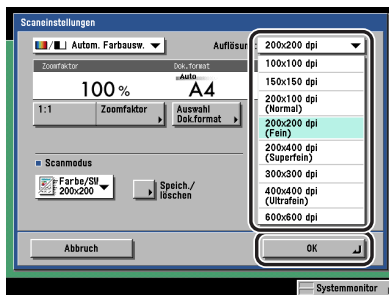 Scaneinstellungen
Autom. Farbausw.
Auflösung:
200x200 dpi
100x100 dpi
150x150 dpi
200x100 dpi
(Normal)
200x200 dpi
(Fein)
200x400 dpi
(Superfein)
300x300 dpi
400x400 dpi
(Ultrafein)
600x600 dpi
Zoomfaktor
Dok.format
100 %
Auto
A4
1:1
Zoomfaktor
Auswahl
Dok.format
Scanmodus
Farbe/SW
200x200
Speich./
löschen
Abbruch
OK
Systemmonitor